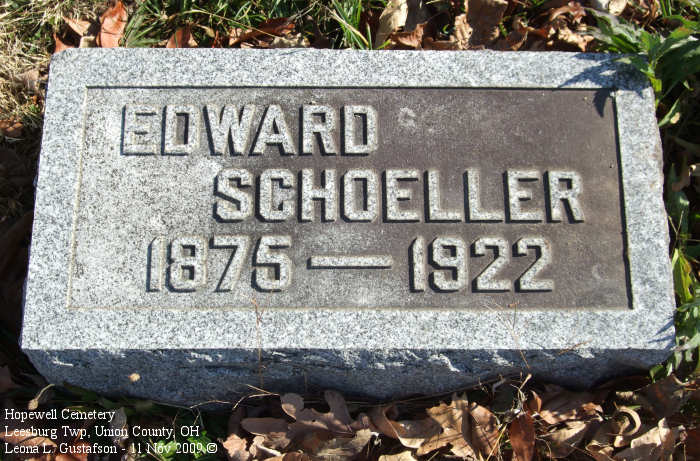 EDWARD
SCHOELLER
1875 — 1922
Hopewell Cemetery
Leesburg Twp, Union County, OH
Leona L. Gustafson - 11 Nov 2009 ©